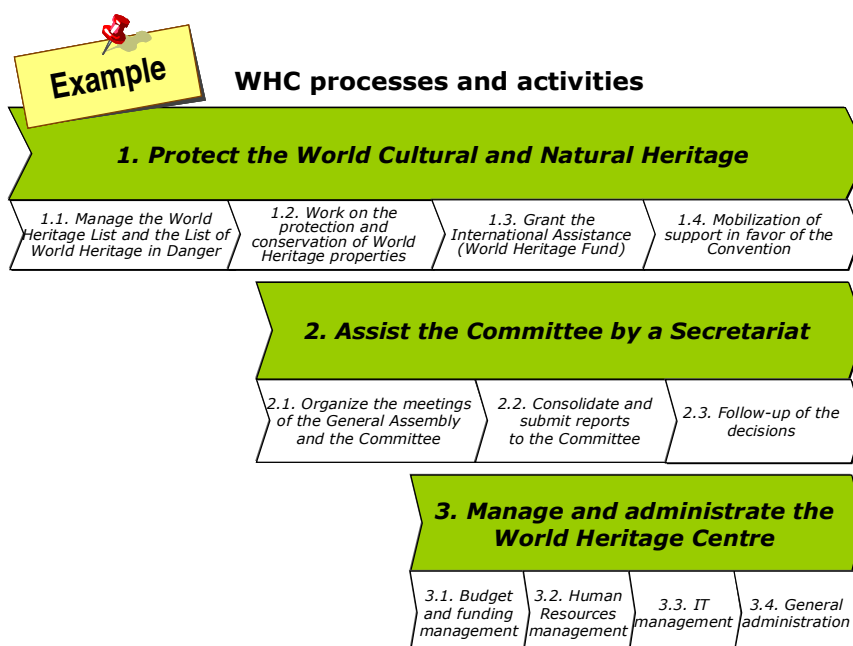 Example
WHC processes and activities
1. Protect the World Cultural and Natural Heritage
1.1. Manage the World
Heritage List and the List of
World Heritage in Danger
1.2. Work on the
protection and
conservation of World
Heritage properties
1.3. Grant the
International Assistance
(World Heritage Fund)
1.4. Mobilization of
support in favor of the
Convention
2. Assist the Committee by a Secretariat
2.1. Organize the meetings
of the General Assembly
and the Committee
2.2. Consolidate and
submit reports
to the Committee
2.3. Follow-up of the
decisions
3. Manage and administrate the
World Heritage Centre
3.1. Budget
and funding
management
3.2. Human
Resources
management
3.3. IT
management
3.4. General
administration